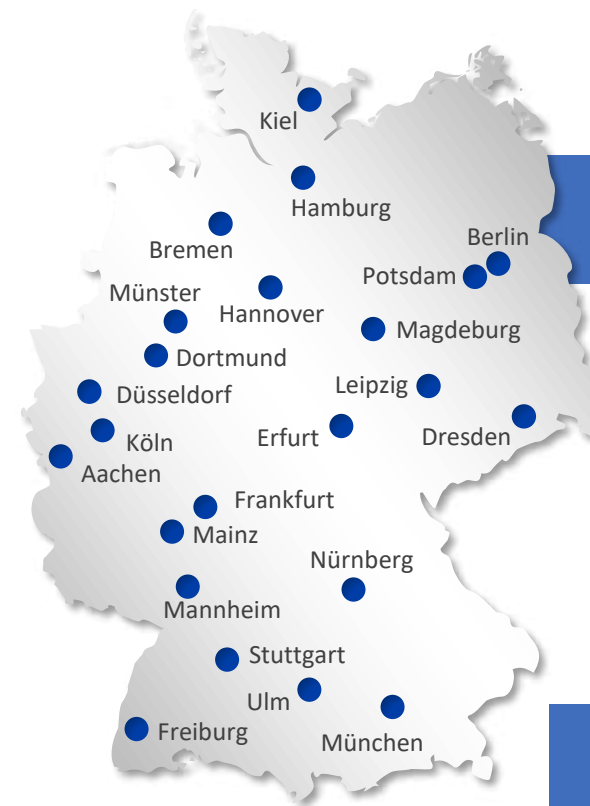 Kiel
Hamburg
Bremen
Berlin
Potsdam
Münster
Hannover
Magdeburg
Dortmund
Düsseldorf
Leipzig
Köln
Erfurt
Dresden
Aachen
Frankfurt
Mainz
Nürnberg
Mannheim
Stuttgart
Ulm
Freiburg
München